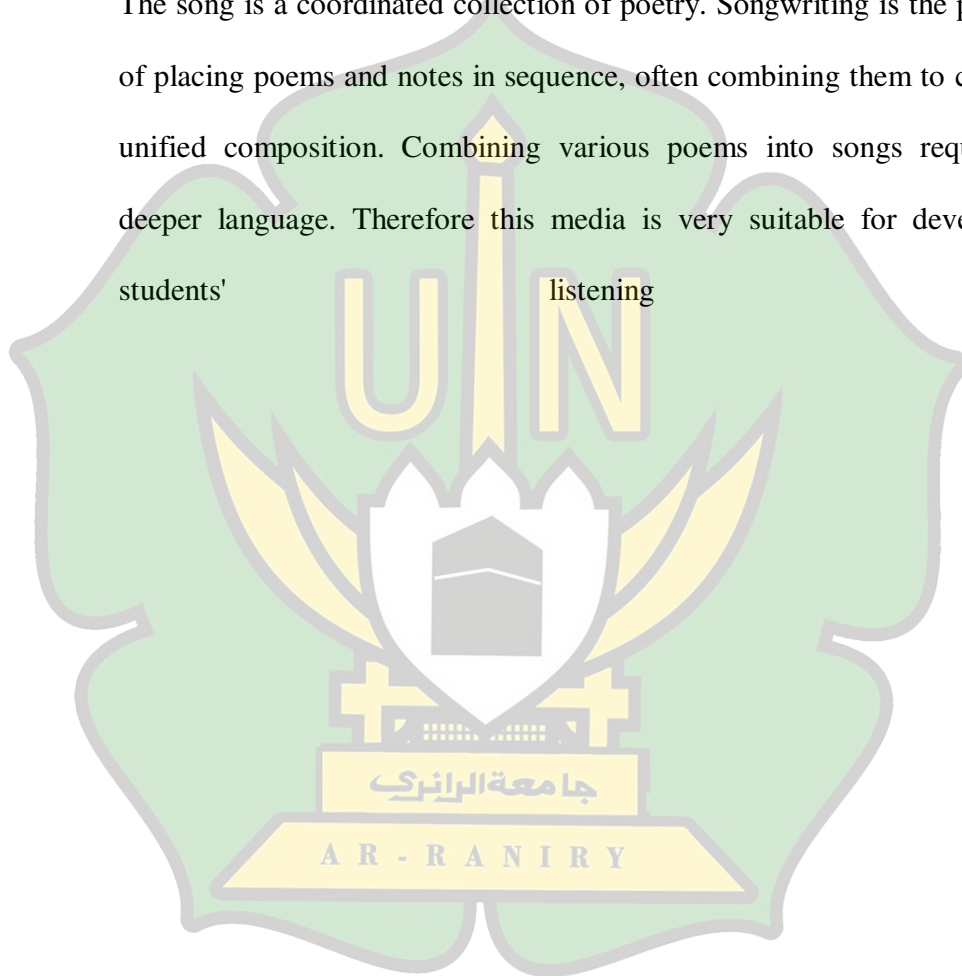 The song is a coordinated collection of poetry. Songwriting is the
of placing poems and notes in sequence, often combining them to
unified composition. Combining various poems into songs
deeper language. Therefore this media is very suitable for
students' listening
UIN
جامعة الرانري
AR-RANIRY